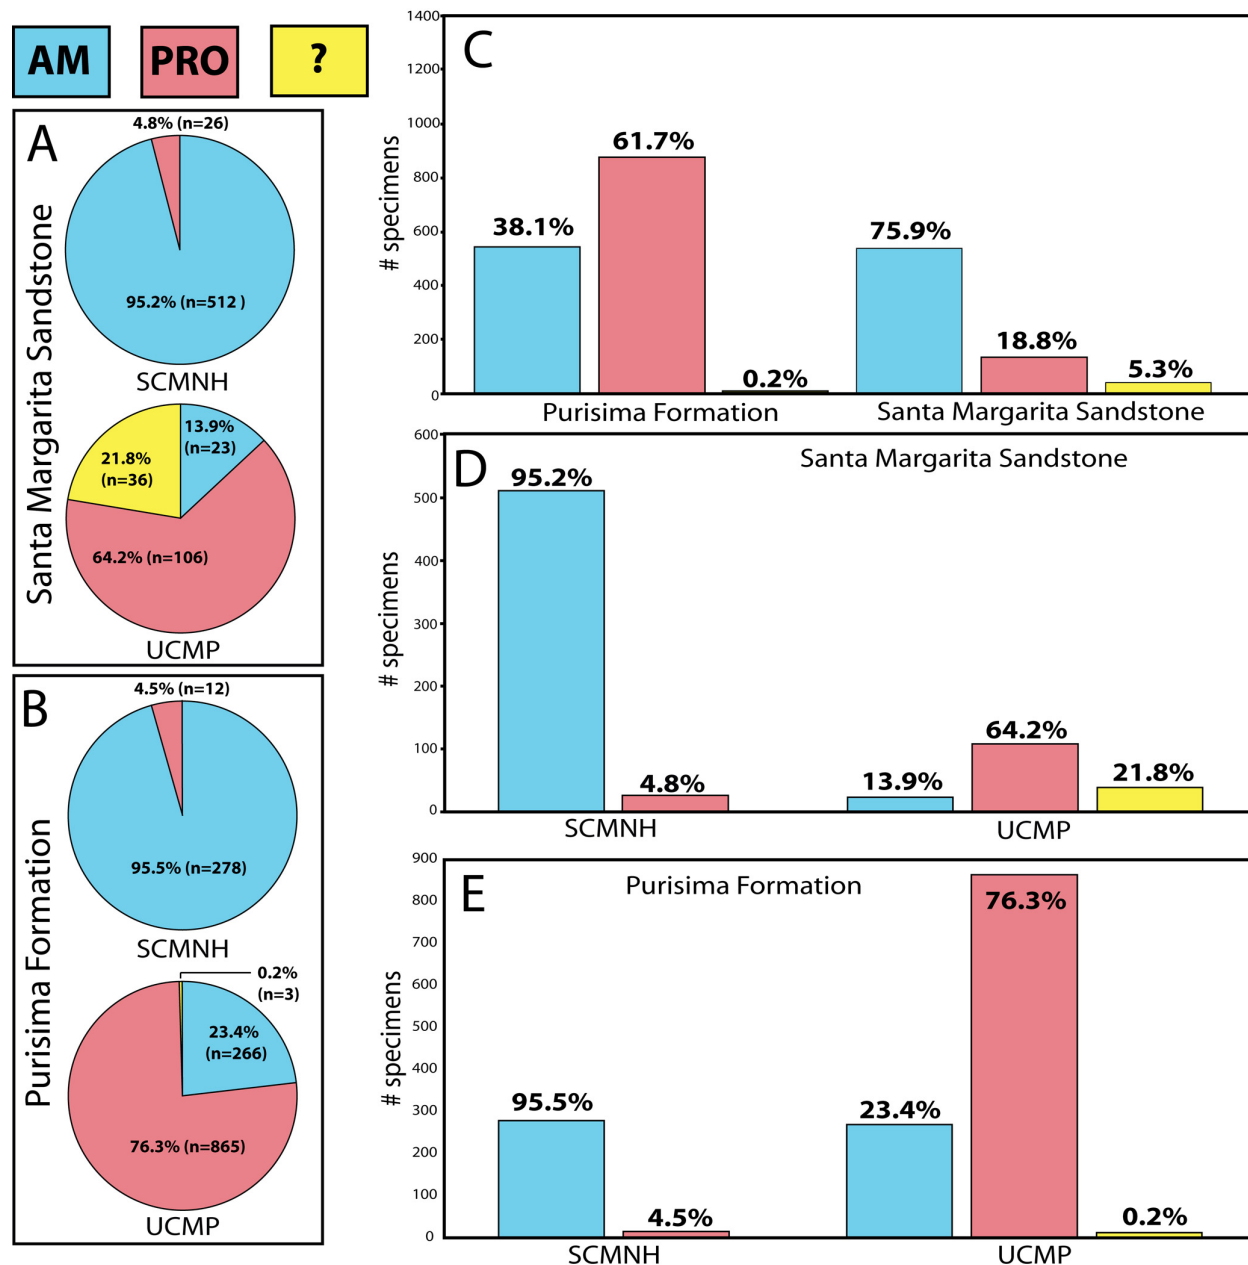 AM
PRO
?
A
Santa Margarita Sandstone
4.8% (n=26)
95.2% (n=512 )
SCMNH
13.9%
(n=23)
21.8%
(n=36)
64.2% (n=106)
UCMP
B
Purisima Formation
4.5% (n=12)
95.5% (n=278)
SCMNH
0.2%
(n=3)
23.4%
(n=266)
76.3% (n=865)
UCMP
C
# specimens
1400
1200
1000
800
600
400
200
0
38.1%
61.7%
0.2%
75.9%
18.8%
5.3%
Purisima Formation
Santa Margarita Sandstone
D
Santa Margarita Sandstone
# specimens
600
500
400
300
200
100
0
95.2%
4.8%
13.9%
64.2%
21.8%
SCMNH
UCMP
E
Purisima Formation
# specimens
900
800
700
600
500
400
300
200
100
0
95.5%
4.5%
23.4%
76.3%
0.2%
SCMNH
UCMP